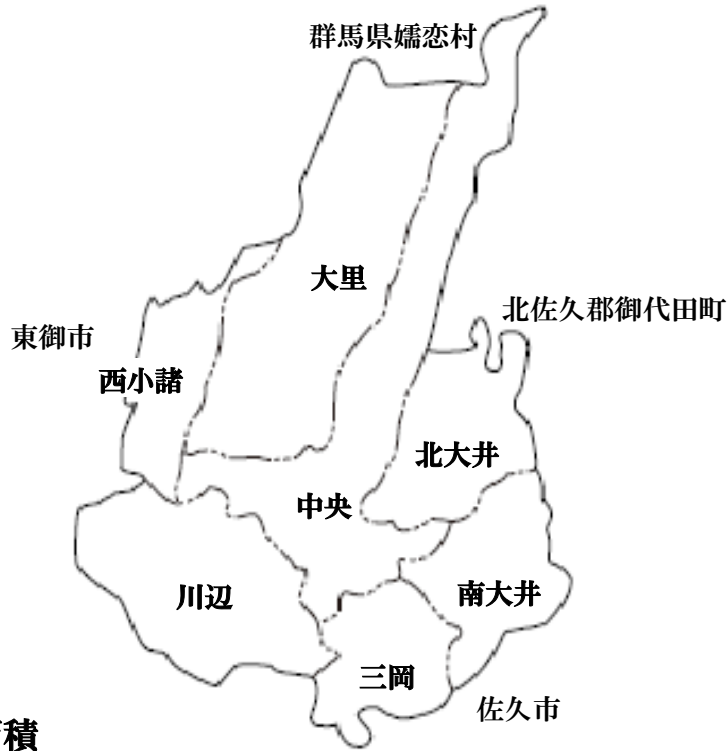 群馬県嬬恋村
大里
北佐久郡御代田町
東御市
西小諸
北大井
中央
川辺
南大井
三岡
佐久市
積